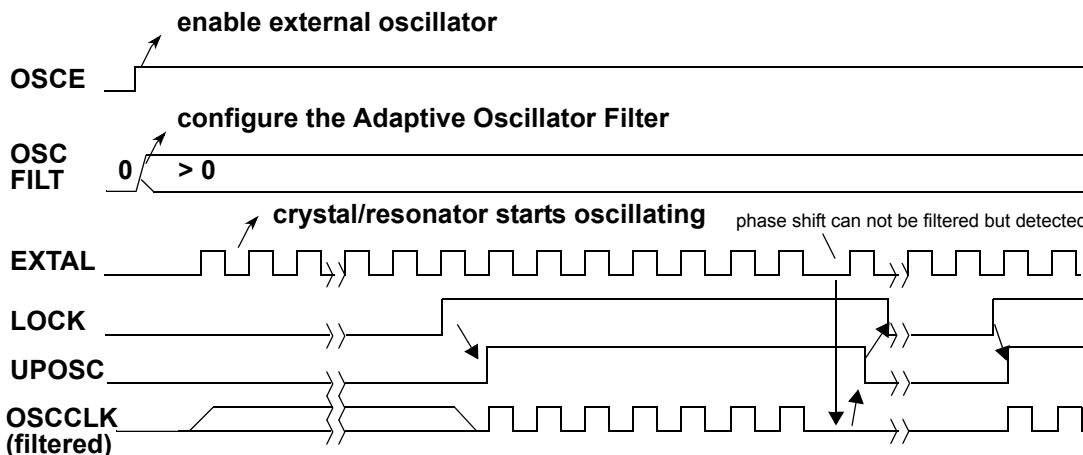 enable external oscillator
OSCE
configure the Adaptive Oscillator Filter
OSC
FILT
0 > 0
crystal/resonator starts oscillating
phase shift can not be filtered but detected
EXTAL
LOCK
UPOSC
OSCCLK
(filtered)